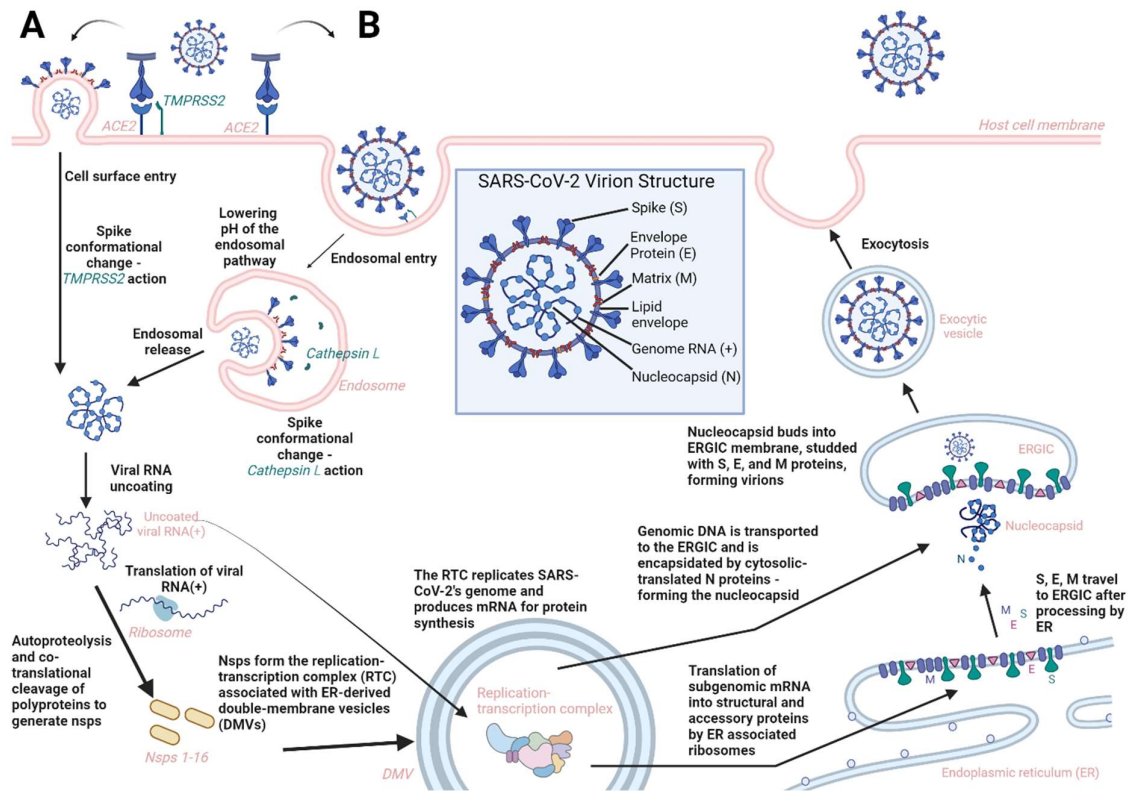 A
B
TMPRSS2
ACE2
ACE2
Host cell membrane
Cell surface entry
Spike
conformational
change -
TMPRSS2 action
Lowering
pH of the
endosomal
pathway
Endosomal entry
Endosomal
release
Cathepsin L
Endosome
Spike
conformational
change -
Cathepsin L action
SARS-CoV-2 Virion Structure
Spike (S)
Envelope
Protein (E)
Matrix (M)
Lipid
envelope
Genome RNA (+)
Nucleocapsid (N)
Viral RNA
uncoating
Uncoated
viral RNA(+)
Translation of viral
RNA(+)
Ribosome
Autoproteolysis
and co-
translational
cleavage of
polyproteins to
generate nsps
Nsps 1-16
Nsps form the replication-
transcription complex (RTC)
associated with ER-derived
double-membrane vesicles
(DMVs)
The RTC replicates SARS-
CoV-2's genome and
produces mRNA for protein
synthesis
Replication-
transcription complex
DMV
Genomic DNA is transported
to the ERGIC and is
encapsidated by cytosolic-
translated N proteins -
forming the nucleocapsid
Translation of
subgenomic mRNA
into structural and
accessory proteins
by ER associated
ribosomes
M
E
S
Endoplasmic reticulum (ER)
S, E, M travel
to ERGIC after
processing by
ER
M
S
E
N
Nucleocapsid
ERGIC
Nucleocapsid buds into
ERGIC membrane, studded
with S, E, and M proteins,
forming virions
Exocytic
vesicle
Exocytosis